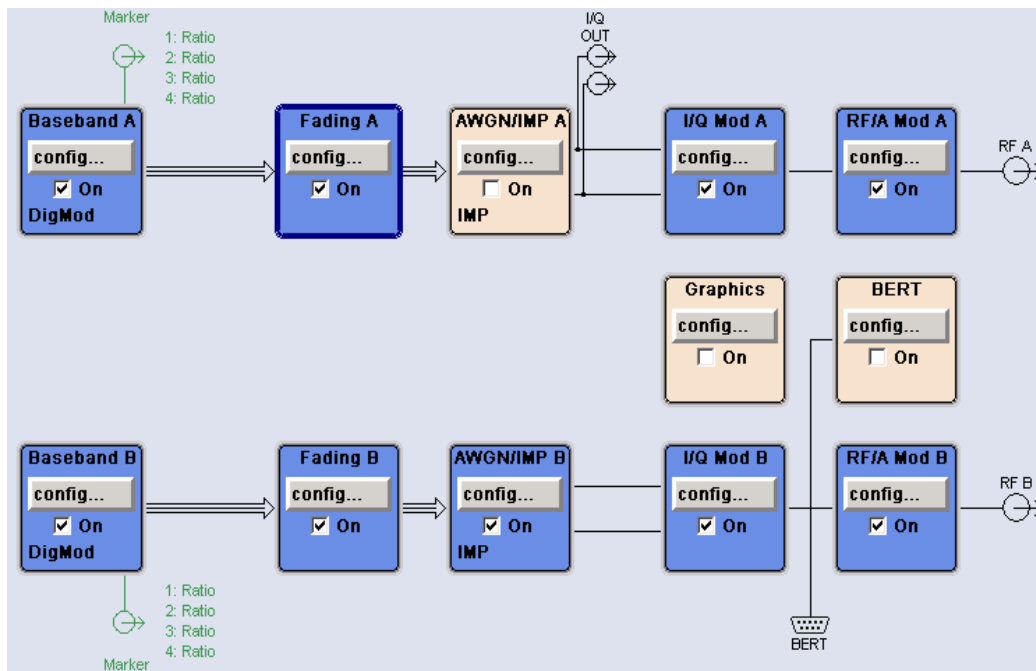 Marker
1: Ratio
2: Ratio
3: Ratio
4: Ratio
I/Q
OUT
Baseband A
config...
On
DigMod
Fading A
config...
On
AWGN/IMP A
config...
On
IMP
I/Q Mod A
config...
On
RF/A Mod A
config...
On
RF A
Graphics
config...
On
BERT
config...
On
Baseband B
config...
On
DigMod
Fading B
config...
On
AWGN/IMP B
config...
On
IMP
I/Q Mod B
config...
On
RF/A Mod B
config...
On
RF B
1: Ratio
2: Ratio
3: Ratio
4: Ratio
Marker
BERT